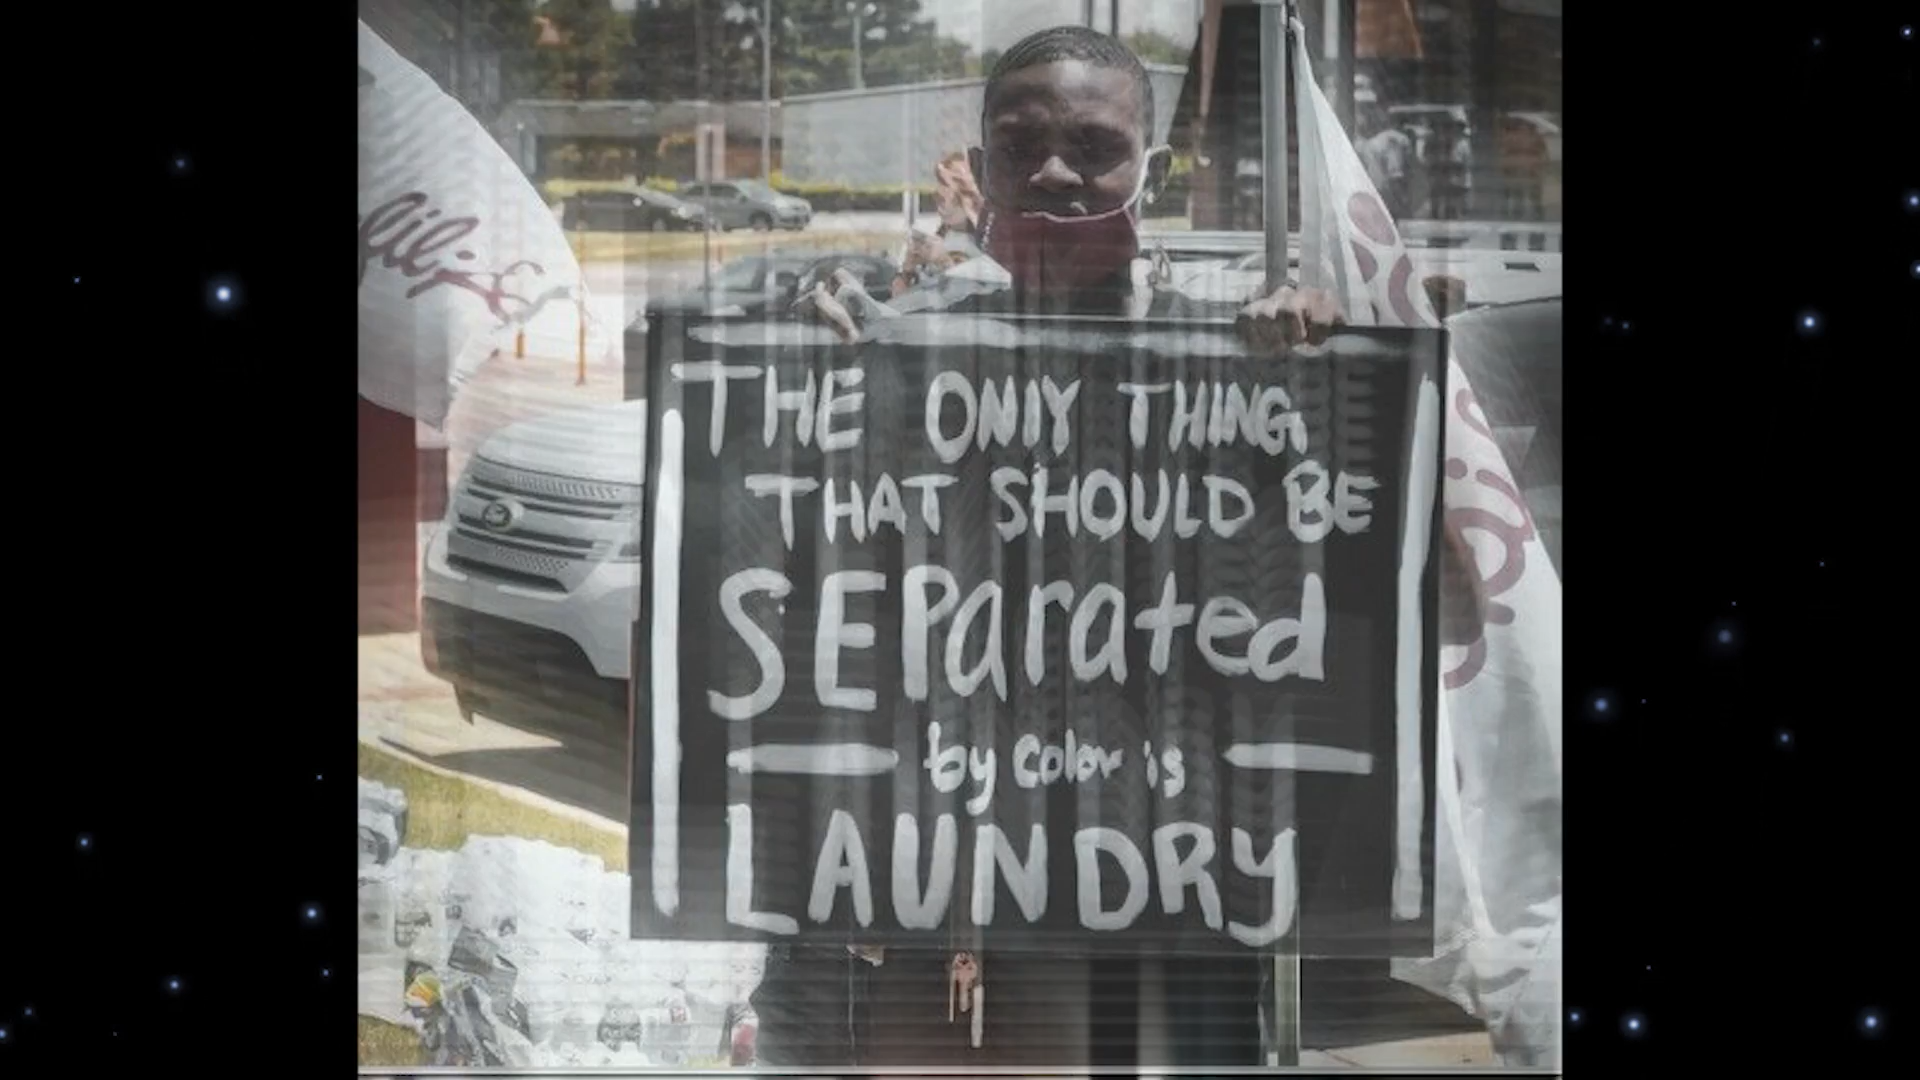 THE ONlY THING
THAT SHOULD BE
SEParated
by Color is
LAUNDRY